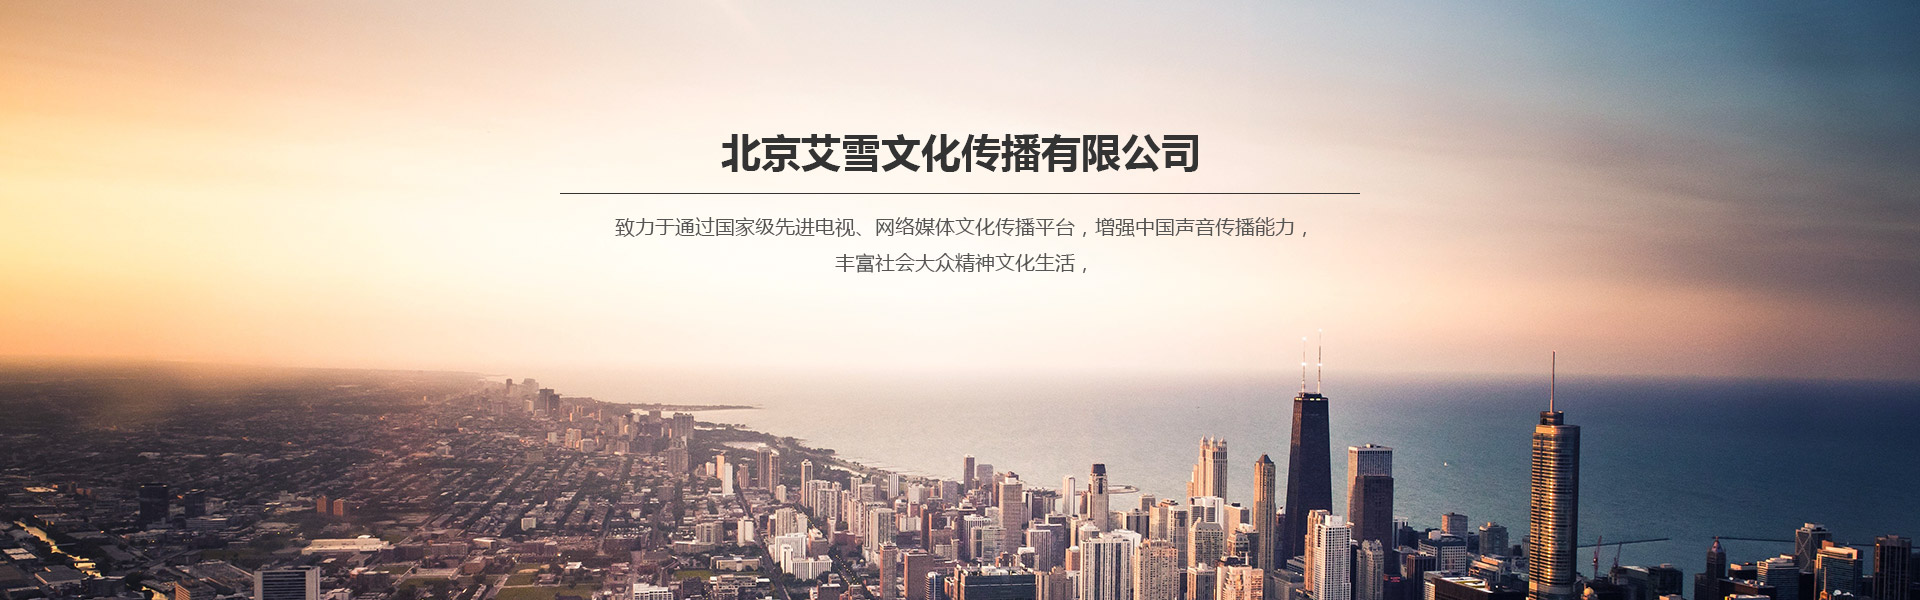 北京艾雪文化传播有限公司
致力于通过国家级先进电视、网络媒体文化传播平台，增强中国声音传播能力，
丰富社会大众精神文化生活，